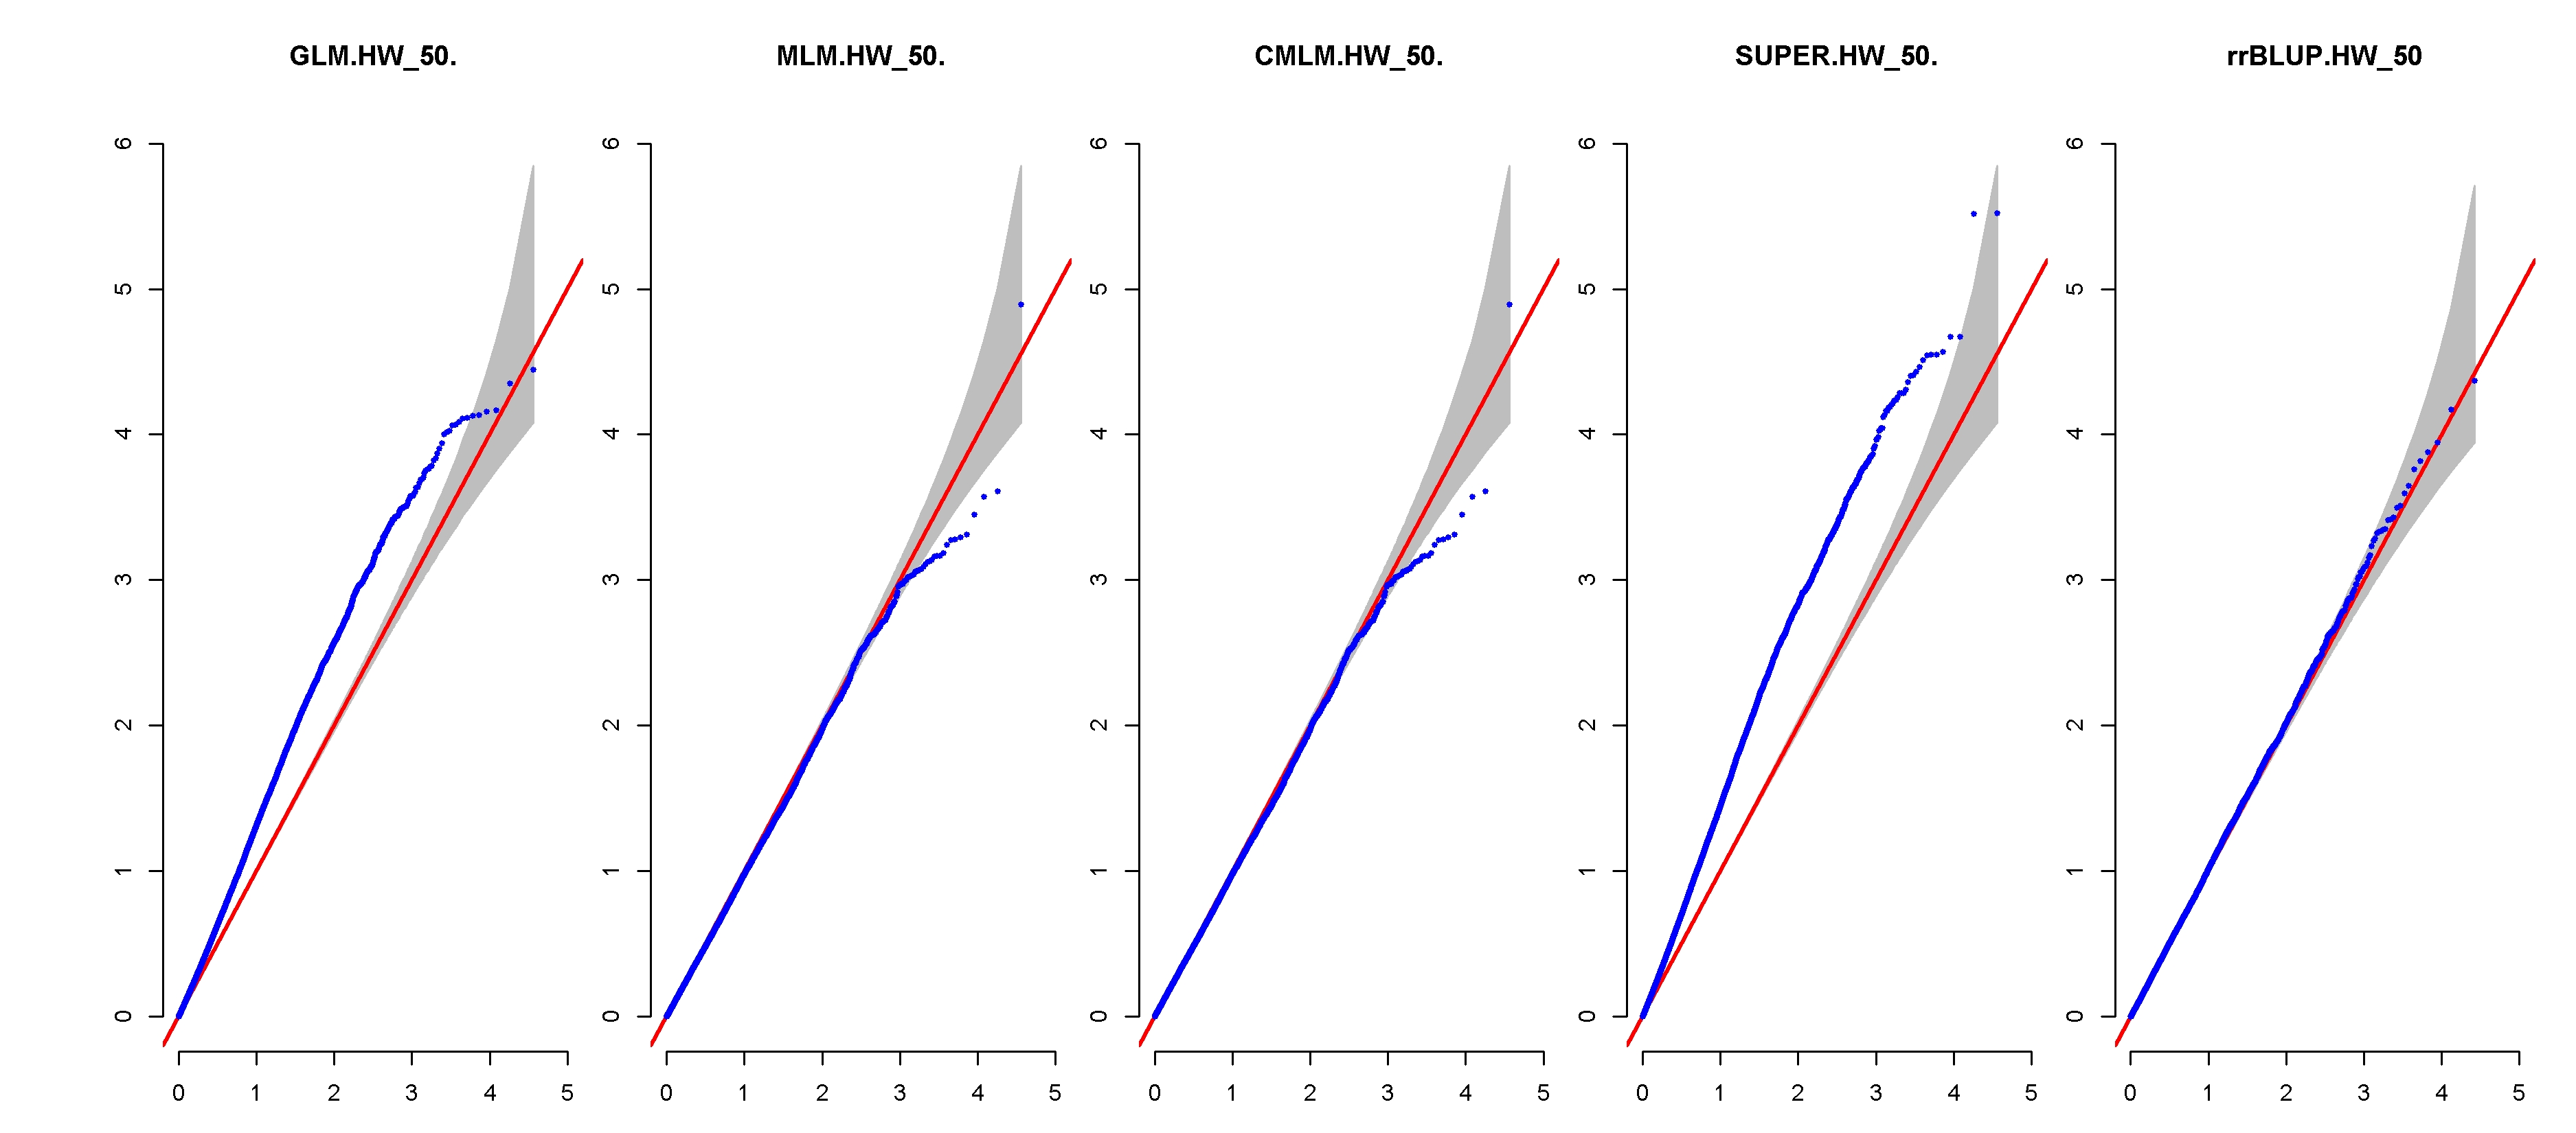 GLM.HW_50. MLM.HW_50. CMLM.HW_50. SUPER.HW_50. rrBLUP.HW_50
6 6 6 6 6
5 5 5 5 5
4 4 4 4 4
3 3 3 3 3
2 2 2 2 2
1 1 1 1 1
0 0 0 0 0
0 1 2 3 4 5 0 1 2 3 4 5 0 1 2 3 4 5 0 1 2 3 4 5 0 1 2 3 4 5